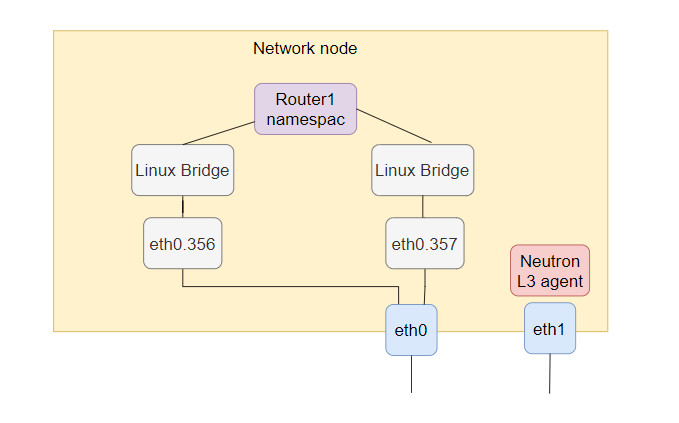 Network node
Router1
namespac
Linux Bridge
Linux Bridge
eth0.356
eth0.357
Neutron
L3 agent
eth0
eth1